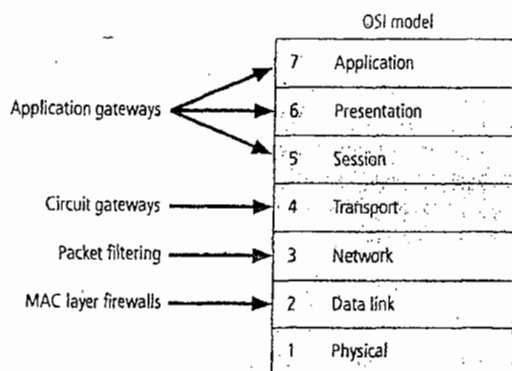 OSI model
7 Application
Application gateways
6 Presentation
5 Session
Circuit gateways
4 Transport
Packet filtering
3 Network
MAC layer firewalls
2 Data link
1 Physical